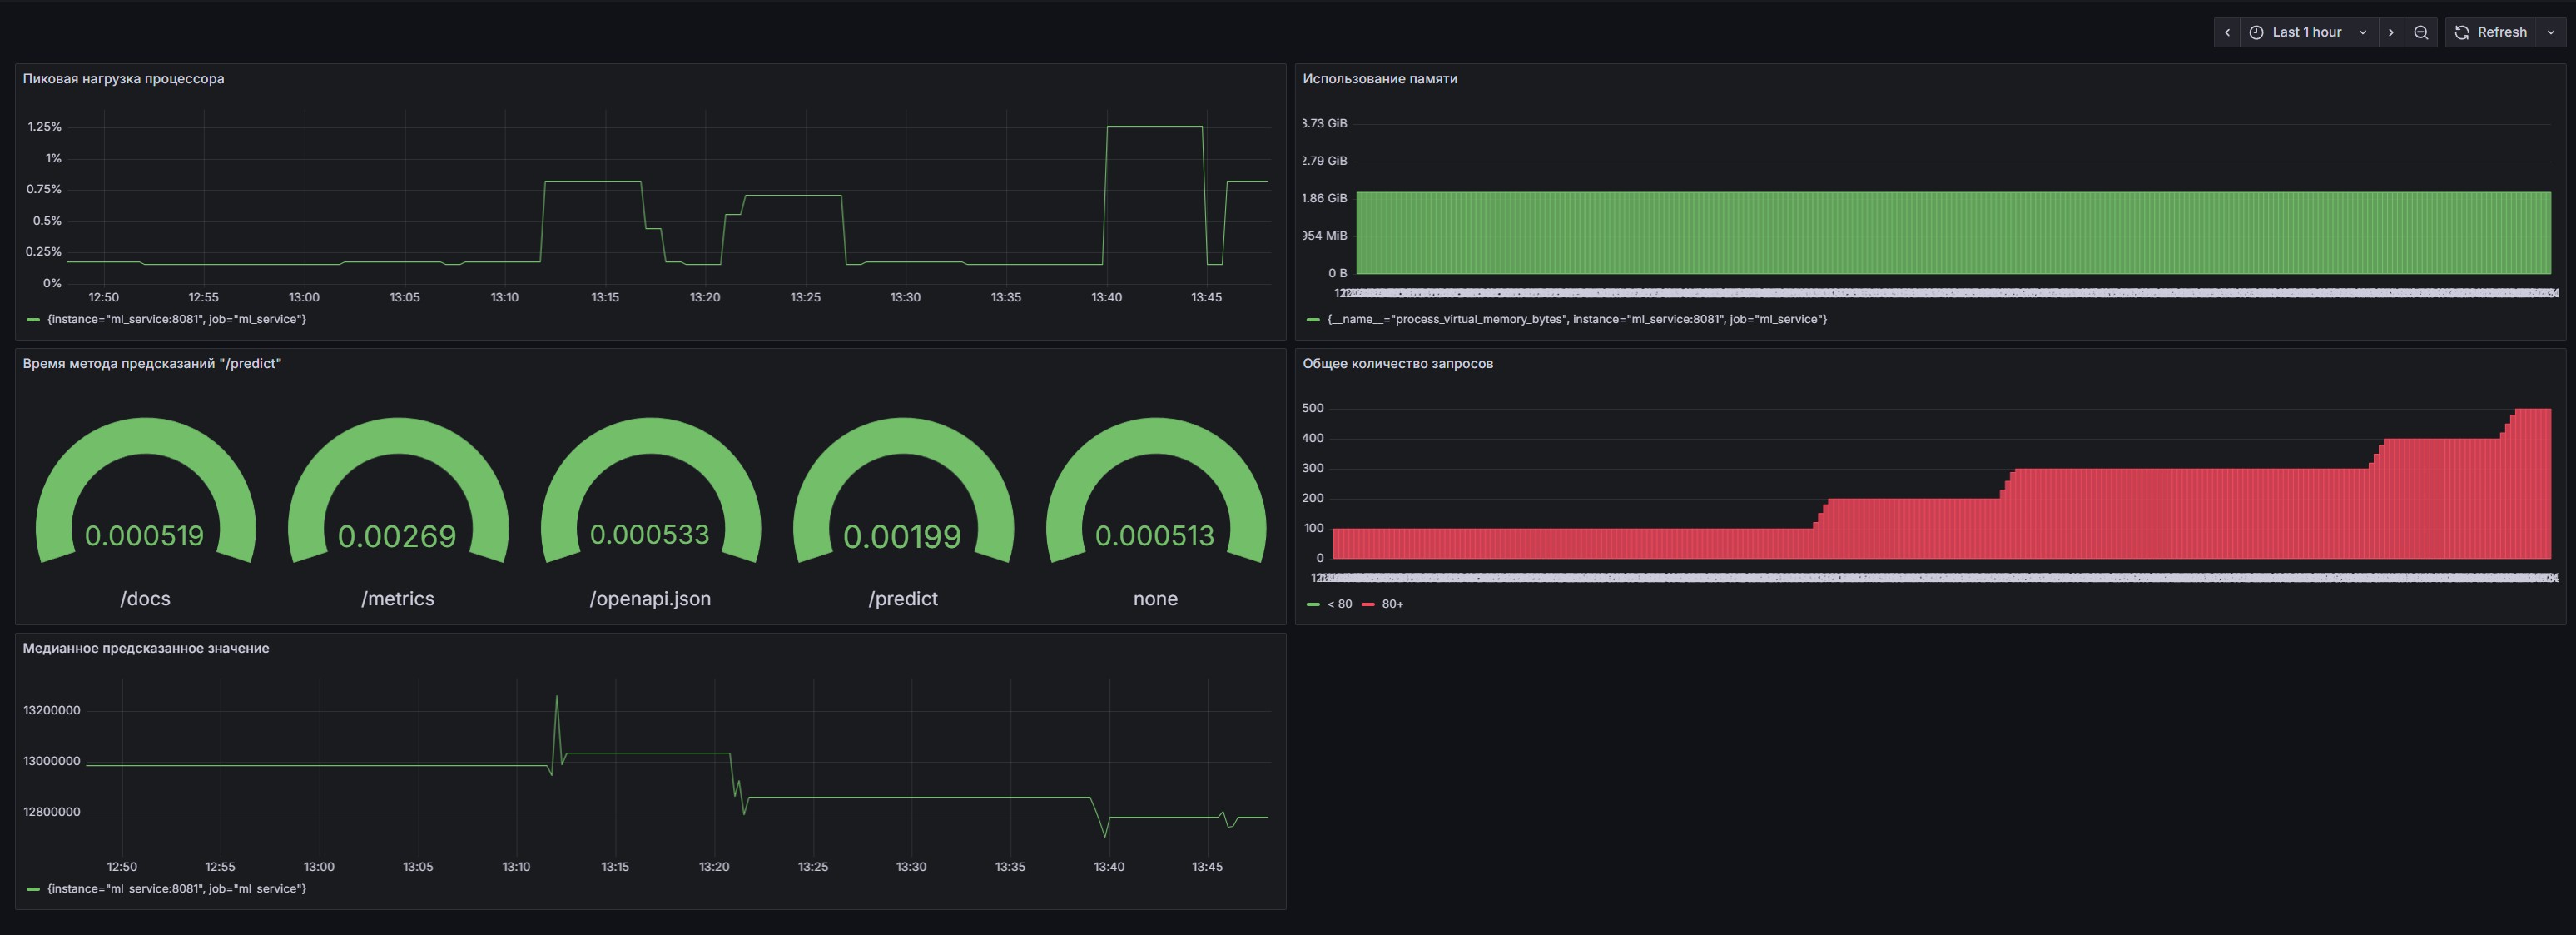 Last 1 hour
Refresh
Пиковая нагрузка процессора
1.25%
1%
0.75%
0.5%
0.25%
0%
12:50 12:55 13:00 13:05 13:10 13:15 13:20 13:25 13:30 13:35 13:40 13:45
{instance="ml_service:8081", job="ml_service"}
Использование памяти
3.73 GiB
2.79 GiB
1.86 GiB
954 MiB
0 B
{__name__="process_virtual_memory_bytes", instance="ml_service:8081", job="ml_service"}
Время метода предсказаний "/predict"
0.000519 0.00269 0.000533 0.00199 0.000513
/docs /metrics /openapi.json /predict none
Общее количество запросов
500
400
300
200
100
0
< 80 80+
Медианное предсказанное значение
13200000
13000000
12800000
12:50 12:55 13:00 13:05 13:10 13:15 13:20 13:25 13:30 13:35 13:40 13:45
{instance="ml_service:8081", job="ml_service"}